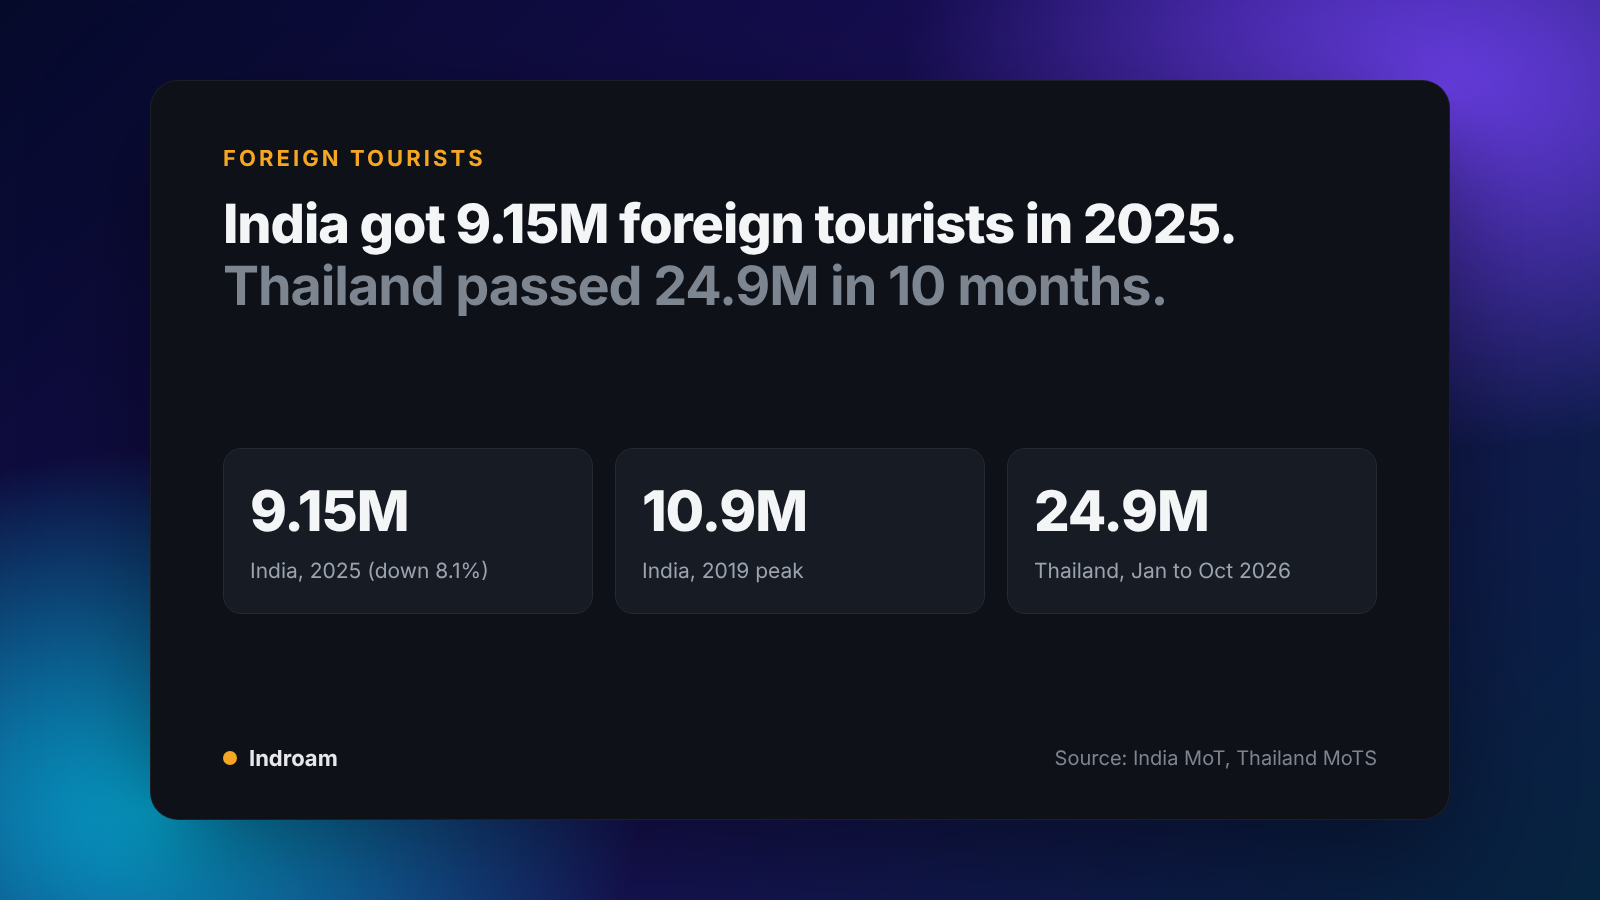 FOREIGN TOURISTS
India got 9.15M foreign tourists in 2025.
Thailand passed 24.9M in 10 months.
9.15M
India, 2025 (down 8.1%)
10.9M
India, 2019 peak
24.9M
Thailand, Jan to Oct 2026
Indroam
Source: India MoT, Thailand MoTS